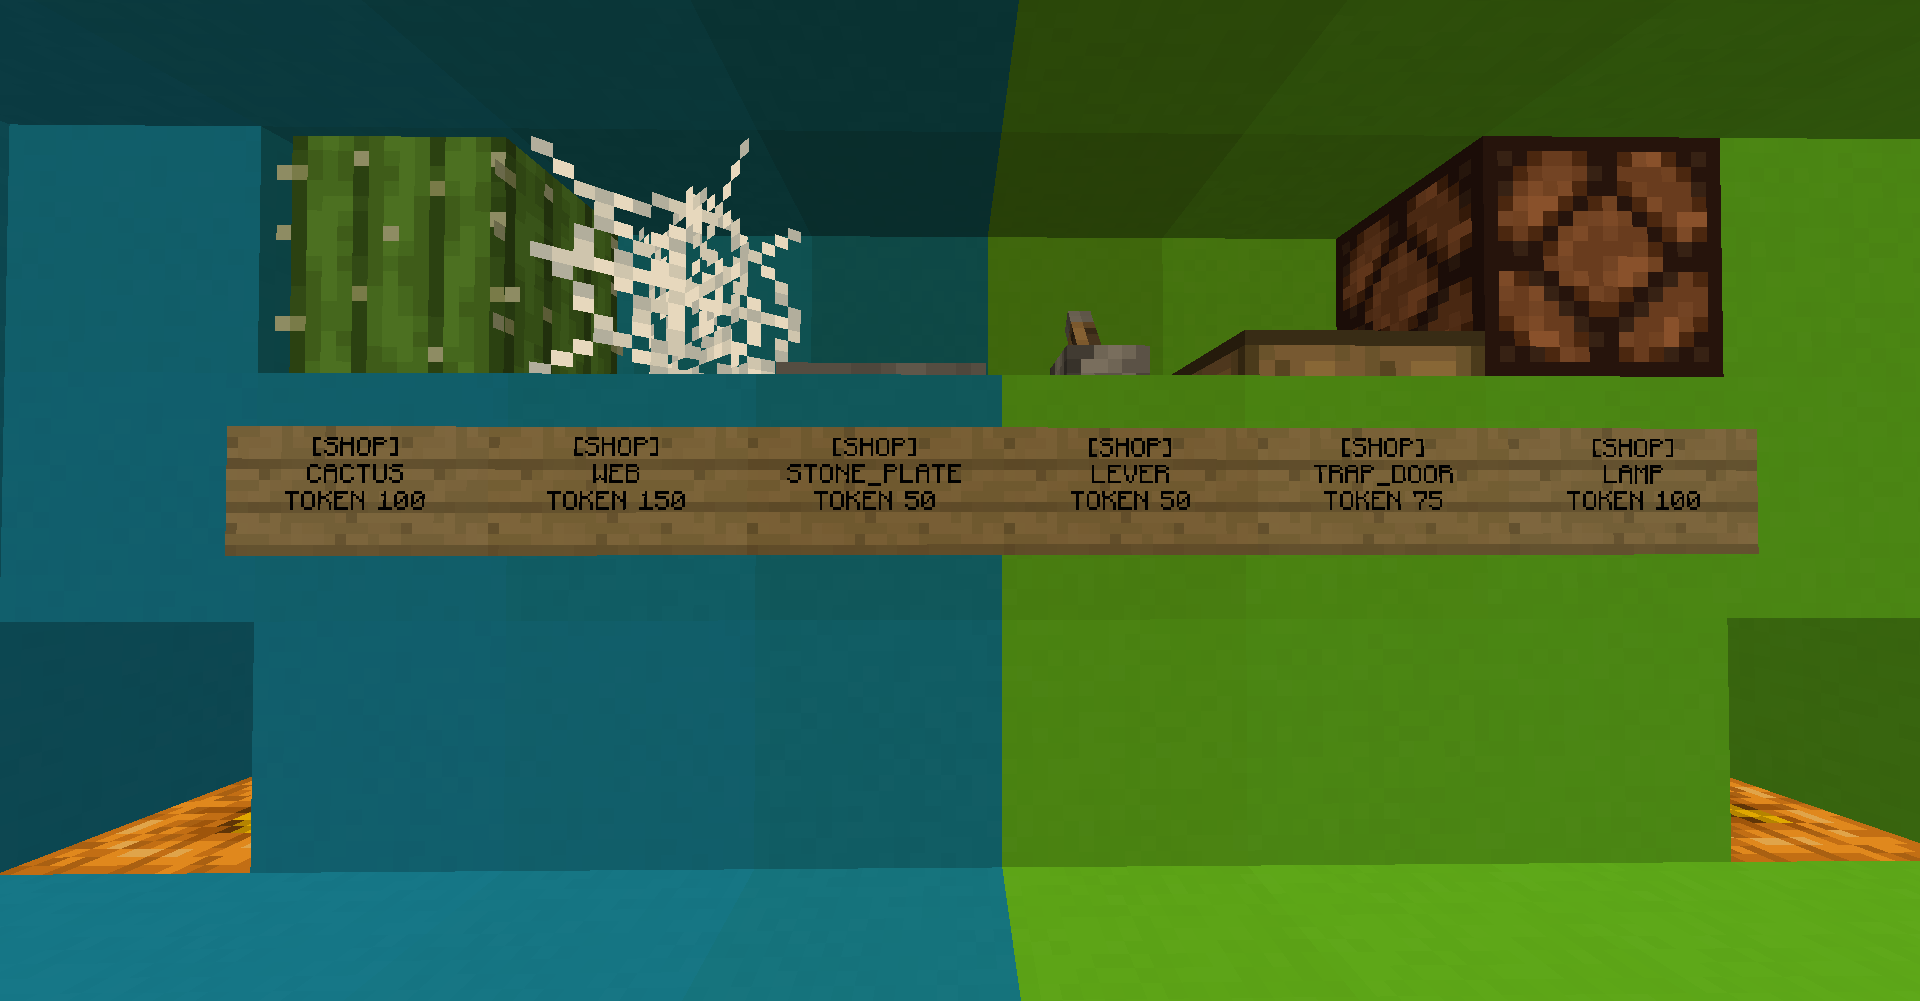 [SHOP]
CACTUS
TOKEN 100
[SHOP]
WEB
TOKEN 150
[SHOP]
STONE_PLATE
TOKEN 50
[SHOP]
LEVER
TOKEN 50
[SHOP]
TRAP_DOOR
TOKEN 75
[SHOP]
LAMP
TOKEN 100